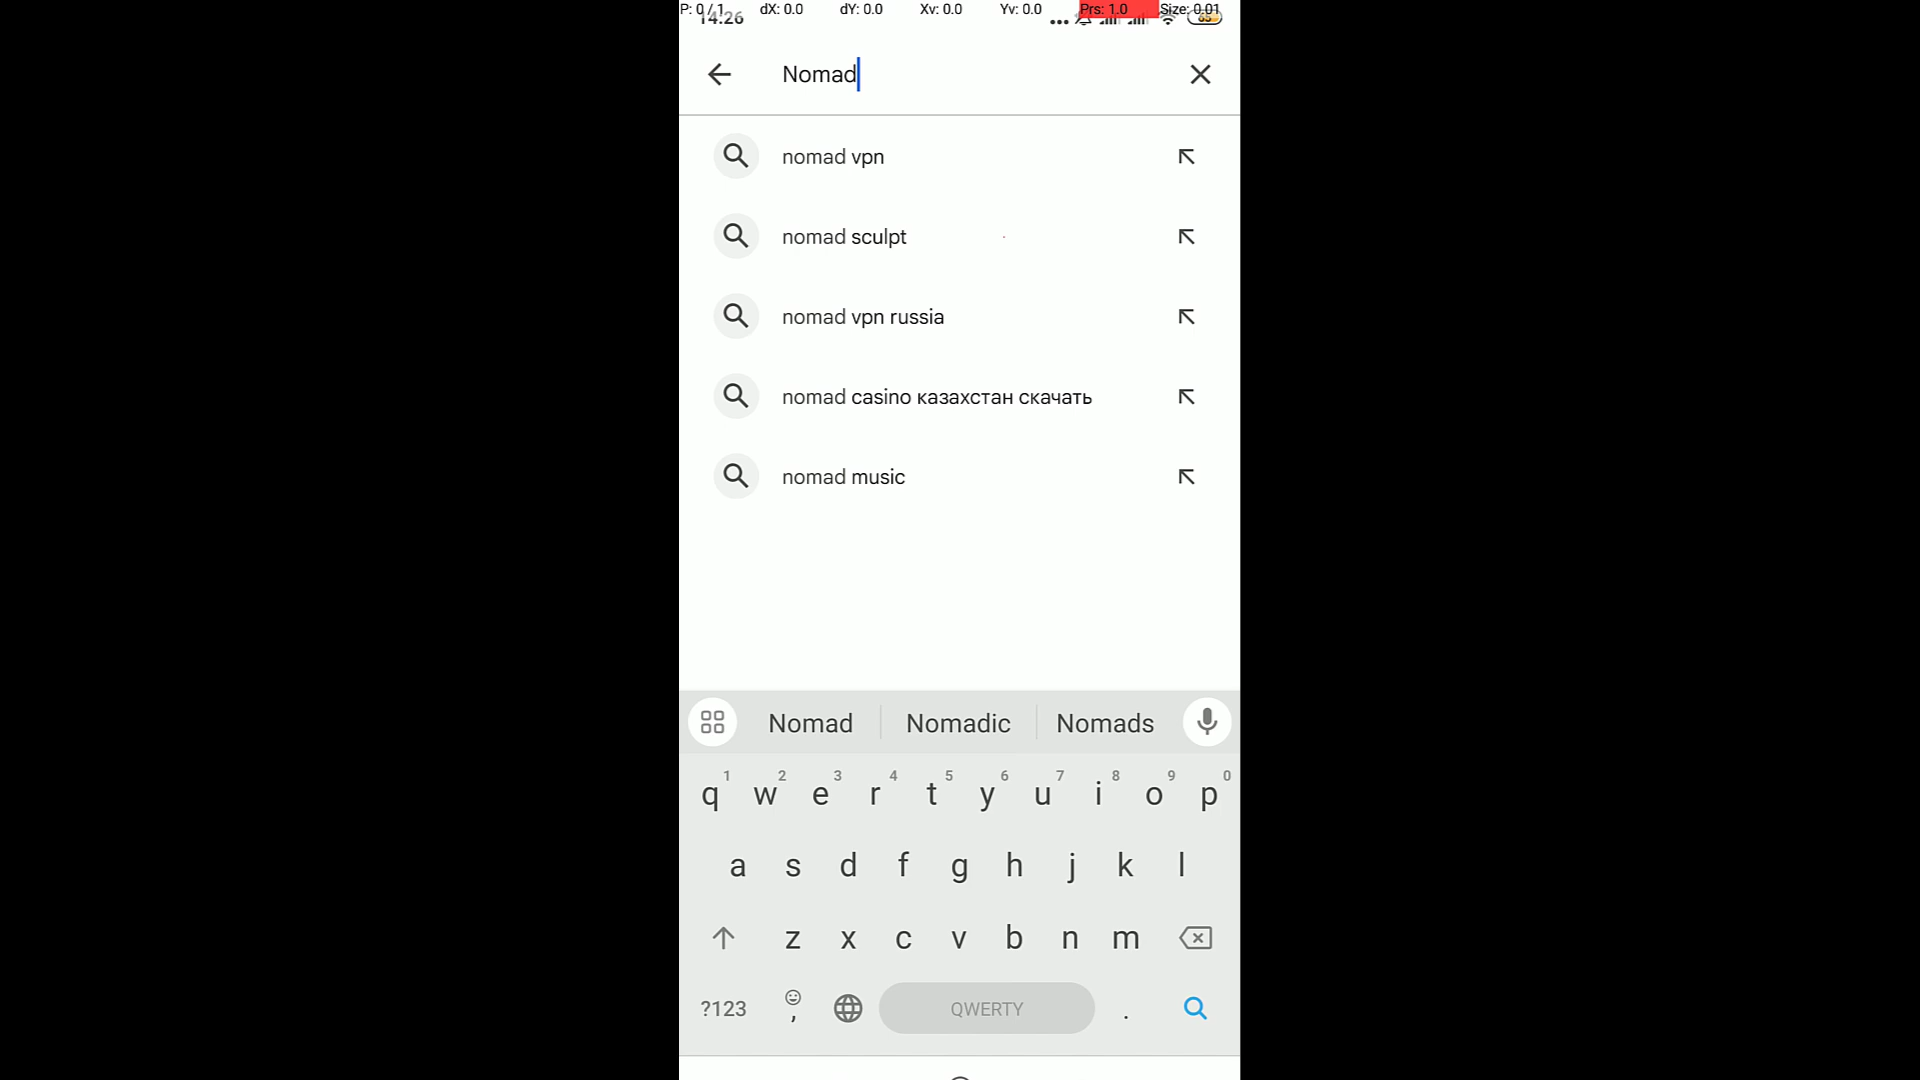 P: 0 / 1 dX: 0.0 dY: 0.0 Xv: 0.0 Yv: 0.0 Prs: 1.0 Size: 0.01
14:26 65
Nomad
nomad vpn
nomad sculpt
nomad vpn russia
nomad casino казахстан скачать
nomad music
Nomad Nomadic Nomads
1 2 3 4 5 6 7 8 9 0
q w e r t y u i o p
a s d f g h j k l
z x c v b n m
?123 , QWERTY .